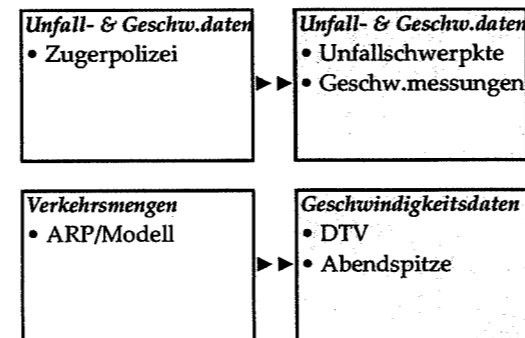 Unfall- & Geschw.daten
• Zugerpolizei
Unfall- & Geschw.daten
• Unfallschwerpkte
• Geschw.messungen
Verkehrsmengen
• ARP/Modell
Geschwindigkeitsdaten
• DTV
• Abendspitze